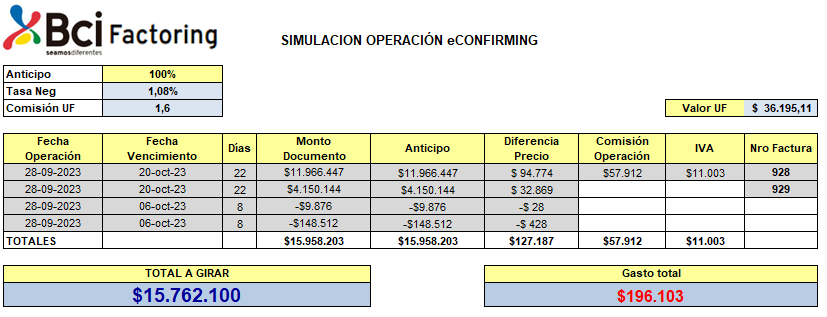 Bci Factoring
seamosdiferentes
SIMULACION OPERACIÓN eCONFIRMING
Anticipo 100%
Tasa Neg 1,08%
Comisión UF 1,6
Valor UF $ 36.195,11
Fecha Operación Fecha Vencimiento Días Monto Documento Anticipo Diferencia Precio Comisión Operación IVA Nro Factura
28-09-2023 20-oct-23 22 $11.966.447 $11.966.447 $ 94.774 $57.912 $11.003 928
28-09-2023 20-oct-23 22 $4.150.144 $4.150.144 $ 32.869 929
28-09-2023 06-oct-23 8 -$9.876 -$9.876 -$ 28
28-09-2023 06-oct-23 8 -$148.512 -$148.512 -$ 428
TOTALES $15.958.203 $15.958.203 $127.187 $57.912 $11.003
TOTAL A GIRAR
$15.762.100
Gasto total
$196.103